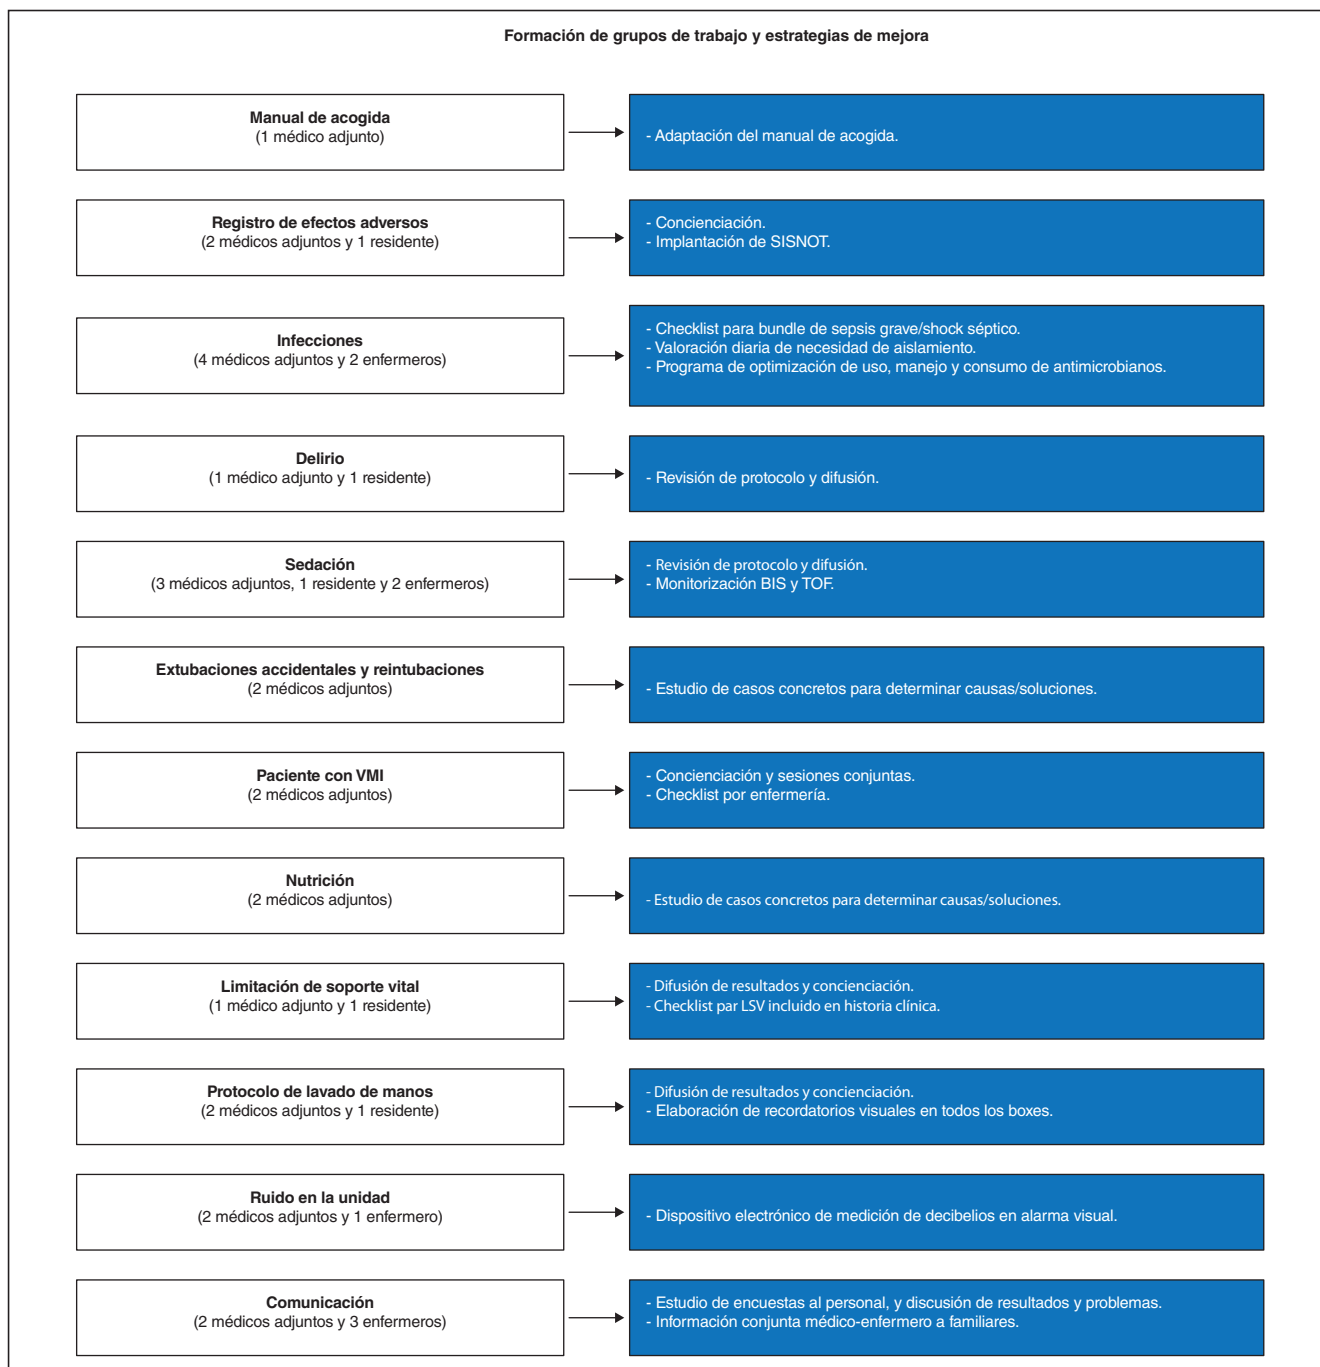 Formación de grupos de trabajo y estrategias de mejora
Manual de acogida
(1 médico adjunto)
- Adaptación del manual de acogida.
Registro de efectos adversos
(2 médicos adjuntos y 1 residente)
- Concienciación.
- Implantación de SISNOT.
Infecciones
(4 médicos adjuntos y 2 enfermeros)
- Checklist para bundle de sepsis grave/shock séptico.
- Valoración diaria de necesidad de aislamiento.
- Programa de optimización de uso, manejo y consumo de antimicrobianos.
Delirio
(1 médico adjunto y 1 residente)
- Revisión de protocolo y difusión.
Sedación
(3 médicos adjuntos, 1 residente y 2 enfermeros)
- Revisión de protocolo y difusión.
- Monitorización BIS y TOF.
Extubaciones accidentales y reintubaciones
(2 médicos adjuntos)
- Estudio de casos concretos para determinar causas/soluciones.
Paciente con VMI
(2 médicos adjuntos)
- Concienciación y sesiones conjuntas.
- Checklist por enfermería.
Nutrición
(2 médicos adjuntos)
- Estudio de casos concretos para determinar causas/soluciones.
Limitación de soporte vital
(1 médico adjunto y 1 residente)
- Difusión de resultados y concienciación.
- Checklist par LSV incluido en historia clínica.
Protocolo de lavado de manos
(2 médicos adjuntos y 1 residente)
- Difusión de resultados y concienciación.
- Elaboración de recordatorios visuales en todos los boxes.
Ruido en la unidad
(2 médicos adjuntos y 1 enfermero)
- Dispositivo electrónico de medición de decibelios en alarma visual.
Comunicación
(2 médicos adjuntos y 3 enfermeros)
- Estudio de encuestas al personal, y discusión de resultados y problemas.
- Información conjunta médico-enfermero a familiares.